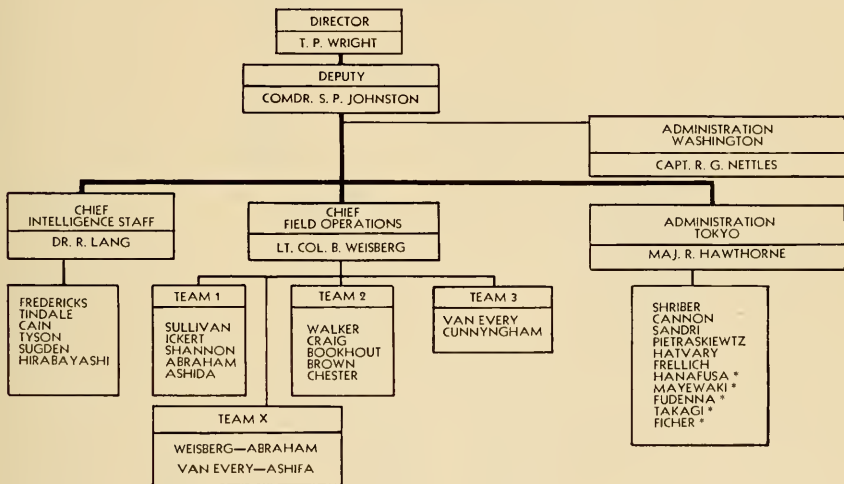 DIRECTOR
T. P. WRIGHT
DEPUTY
COMDR. S. P. JOHNSTON
ADMINISTRATION
WASHINGTON
CAPT. R. G. NETTLES
CHIEF
INTELLIGENCE STAFF
DR. R. LANG
CHIEF
FIELD OPERATIONS
LT. COL. B. WEISBERG
ADMINISTRATION
TOKYO
MAJ. R. HAWTHORNE
FREDERICKS
TINDALE
CAIN
TYSON
SUGDEN
HIRABAYASHI
TEAM 1
SULLIVAN
ICKERT
SHANNON
ABRAHAM
ASHIDA
TEAM 2
WALKER
CRAIG
BOOKHOUT
BROWN
CHESTER
TEAM 3
VAN EVERY
CUNNYNGHAM
SHRIBER
CANNON
SANDRI
PIETRASKIEWTZ
HATVARY
FRELLICH
HANAFUSA *
MAYEWAKI *
FUDENNA *
TAKAGI *
FICHER *
TEAM X
WEISBERG—ABRAHAM
VAN EVERY—ASHIFA